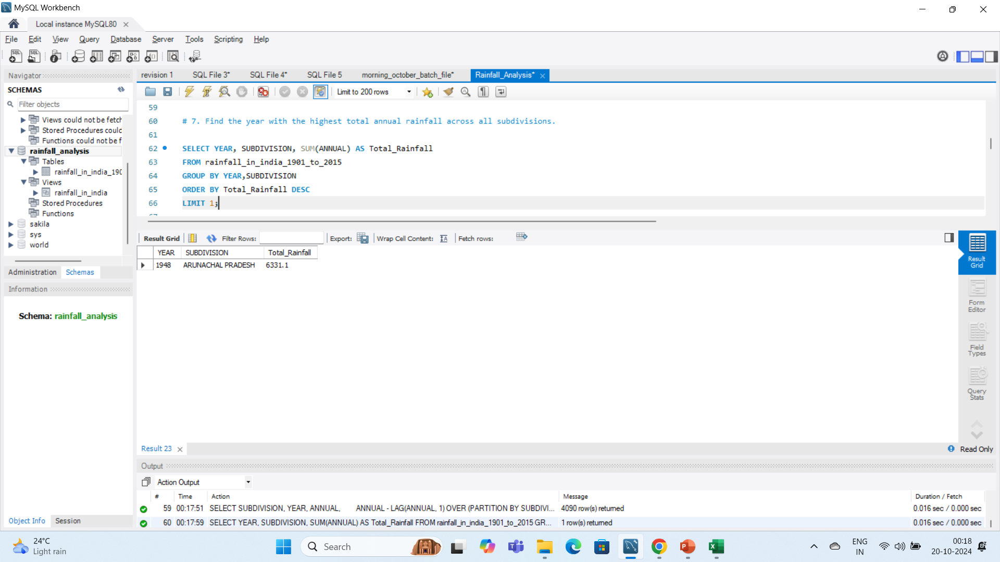 MySQL Workbench
Local instance MySQL80
File Edit View Query Database Server Tools Scripting Help
Navigator
SCHEMAS
Filter objects
Views could not be fetch
Stored Procedures coulc
Functions could not be f
rainfall_analysis
Tables
rainfall_in_india_190
Views
rainfall_in_india
Stored Procedures
Functions
sakila
sys
world
Administration Schemas
Information
Schema: rainfall_analysis
Object Info Session
revision 1 SQL File 3* SQL File 4* SQL File 5 morning_october_batch_file* Rainfall_Analysis*
Limit to 200 rows
59
60 # 7. Find the year with the highest total annual rainfall across all subdivisions.
61
62 SELECT YEAR, SUBDIVISION, SUM(ANNUAL) AS Total_Rainfall
63 FROM rainfall_in_india_1901_to_2015
64 GROUP BY YEAR,SUBDIVISION
65 ORDER BY Total_Rainfall DESC
66 LIMIT 1;
Result Grid Filter Rows: Export: Wrap Cell Content: Fetch rows:
YEAR SUBDIVISION Total_Rainfall
1948 ARUNACHAL PRADESH 6331.1
Result Grid
Form Editor
Field Types
Query Stats
Result 23 Read Only
Output
Action Output
# Time Action Message Duration / Fetch
59 00:17:51 SELECT SUBDIVISION, YEAR, ANNUAL, ANNUAL - LAG(ANNUAL, 1) OVER (PARTITION BY SUBDIVI... 4090 row(s) returned 0.016 sec / 0.000 sec
60 00:17:59 SELECT YEAR, SUBDIVISION, SUM(ANNUAL) AS Total_Rainfall FROM rainfall_in_india_1901_to_2015 GR... 1 row(s) returned 0.016 sec / 0.000 sec
24°C
Light rain
Search
ENG
IN
00:18
20-10-2024